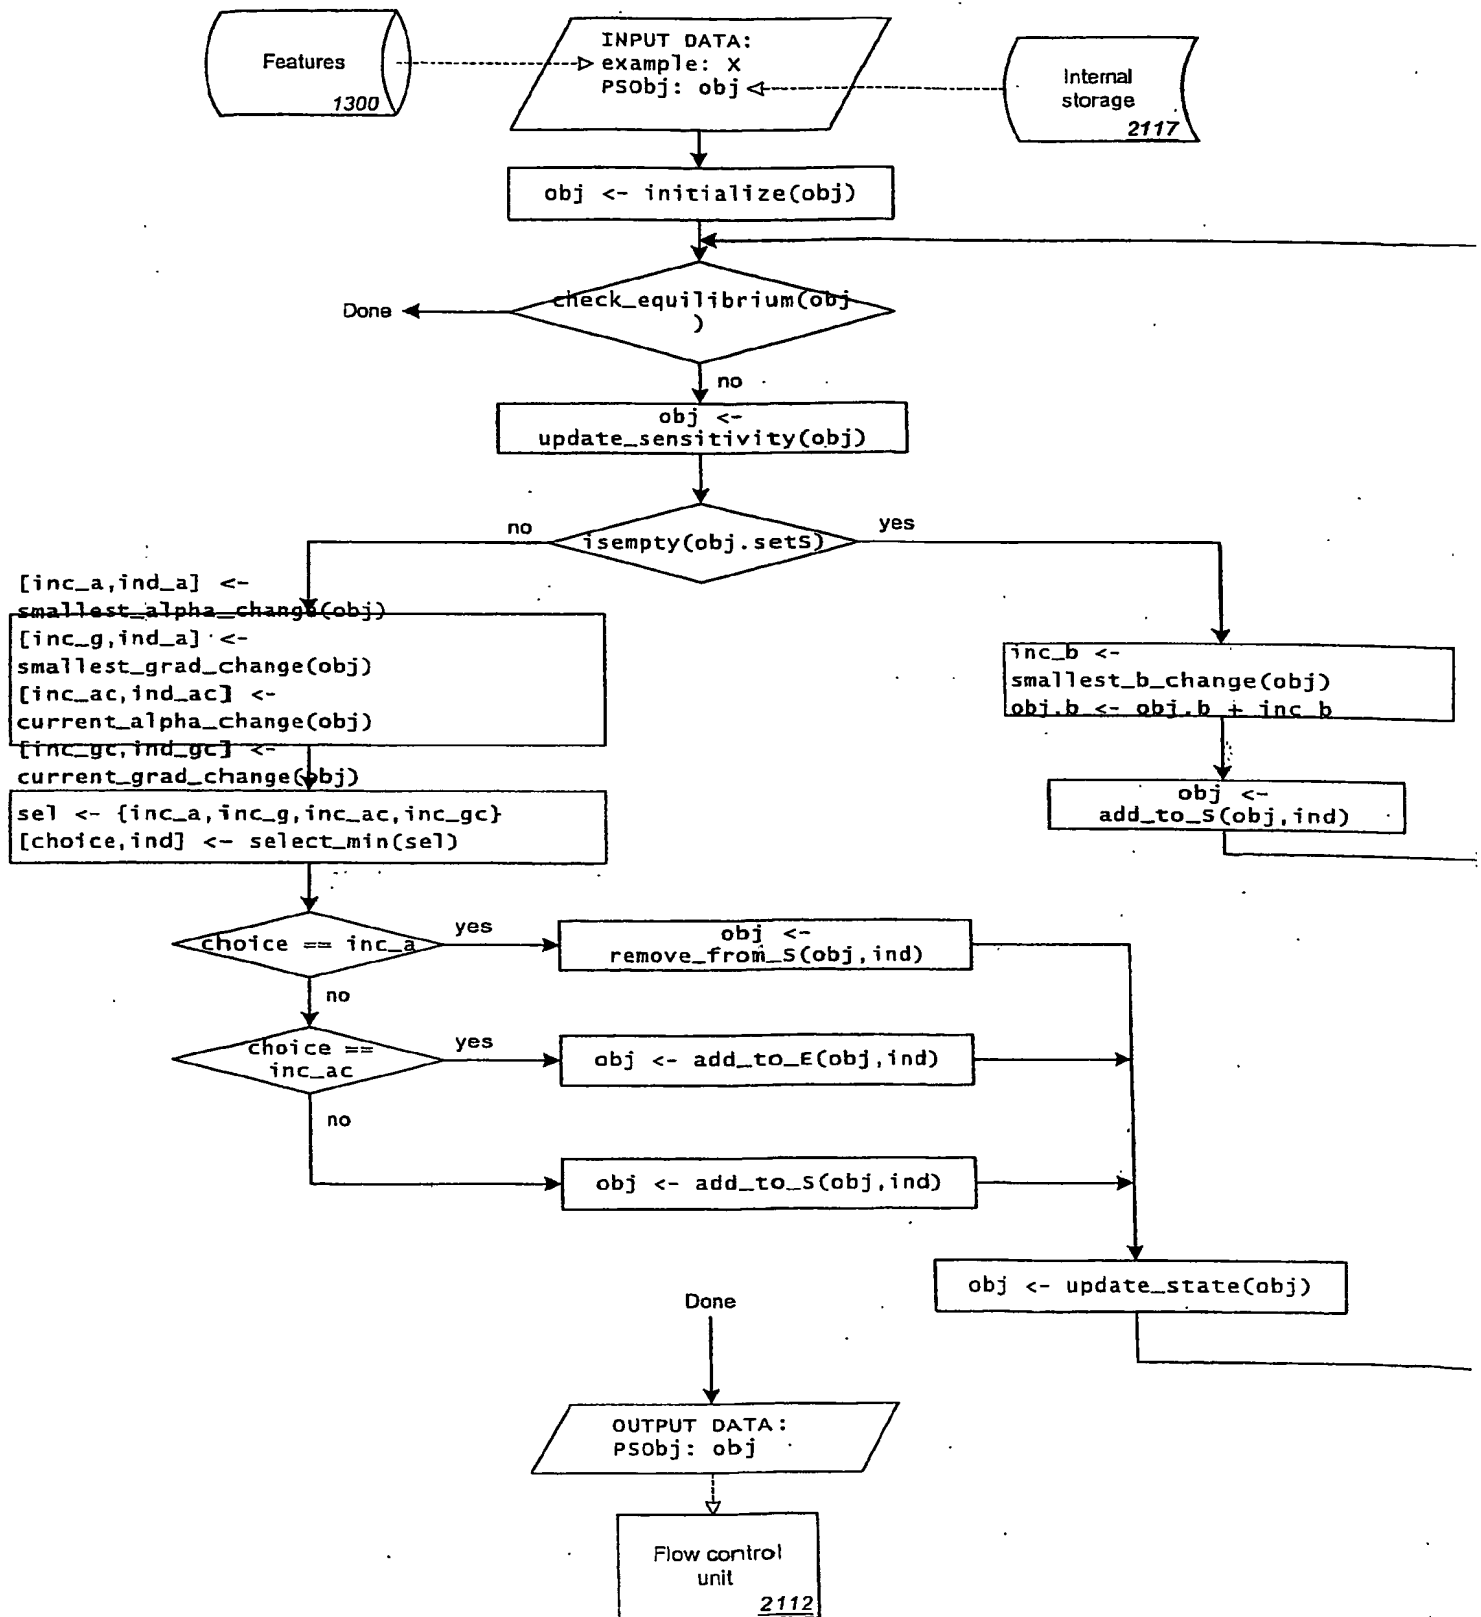 Features
1300
INPUT DATA:
example: X
PSObj: obj
Internal
storage
2117
obj <- initialize(obj)
check_equilibrium(obj
)
Done
no
obj <-
update_sensitivity(obj)
isempty(obj.setS)
no
yes
[inc_a,ind_a] <-
smallest_alpha_change(obj)
[inc_g,ind_a] <-
smallest_grad_change(obj)
[inc_ac,ind_ac] <-
current_alpha_change(obj)
[inc_gc,ind_gc] <-
current_grad_change(obj)
inc_b <-
smallest_b_change(obj)
obj.b <- obj.b + inc_b
obj <-
add_to_S(obj,ind)
sel <- {inc_a,inc_g,inc_ac,inc_gc}
[choice,ind] <- select_min(sel)
choice == inc_a
yes
obj <-
remove_from_S(obj,ind)
no
choice ==
inc_ac
yes
obj <- add_to_E(obj,ind)
no
obj <- add_to_S(obj,ind)
obj <- update_state(obj)
Done
OUTPUT DATA:
PSObj: obj
Flow control
unit
2112